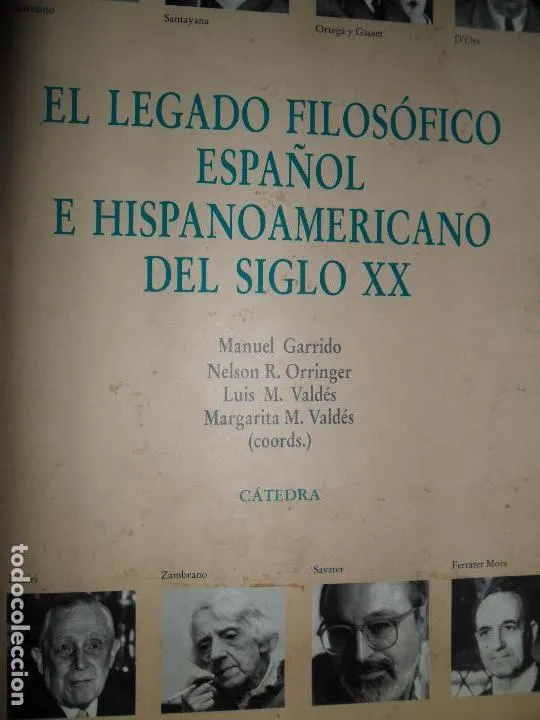 Santayana
Ortega y Gasset
D'Ors
EL LEGADO FILOSÓFICO
ESPAÑOL
E HISPANOAMERICANO
DEL SIGLO XX
Manuel Garrido
Nelson R. Orringer
Luis M. Valdés
Margarita M. Valdés
(coords.)
CÁTEDRA
Zambrano
Savater
Ferrater Mora
todocoleccion